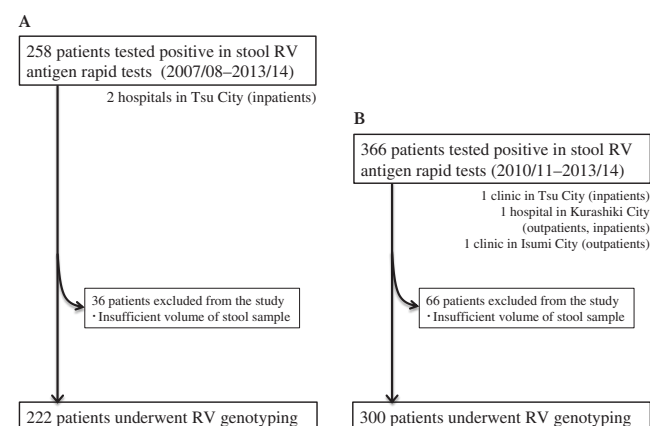 A
258 patients tested positive in stool RV
antigen rapid tests (2007/08–2013/14)
2 hospitals in Tsu City (inpatients)
36 patients excluded from the study
・Insufficient volume of stool sample
222 patients underwent RV genotyping
B
366 patients tested positive in stool RV
antigen rapid tests (2010/11–2013/14)
1 clinic in Tsu City (inpatients)
1 hospital in Kurashiki City
(outpatients, inpatients)
1 clinic in Isumi City (outpatients)
66 patients excluded from the study
・Insufficient volume of stool sample
300 patients underwent RV genotyping